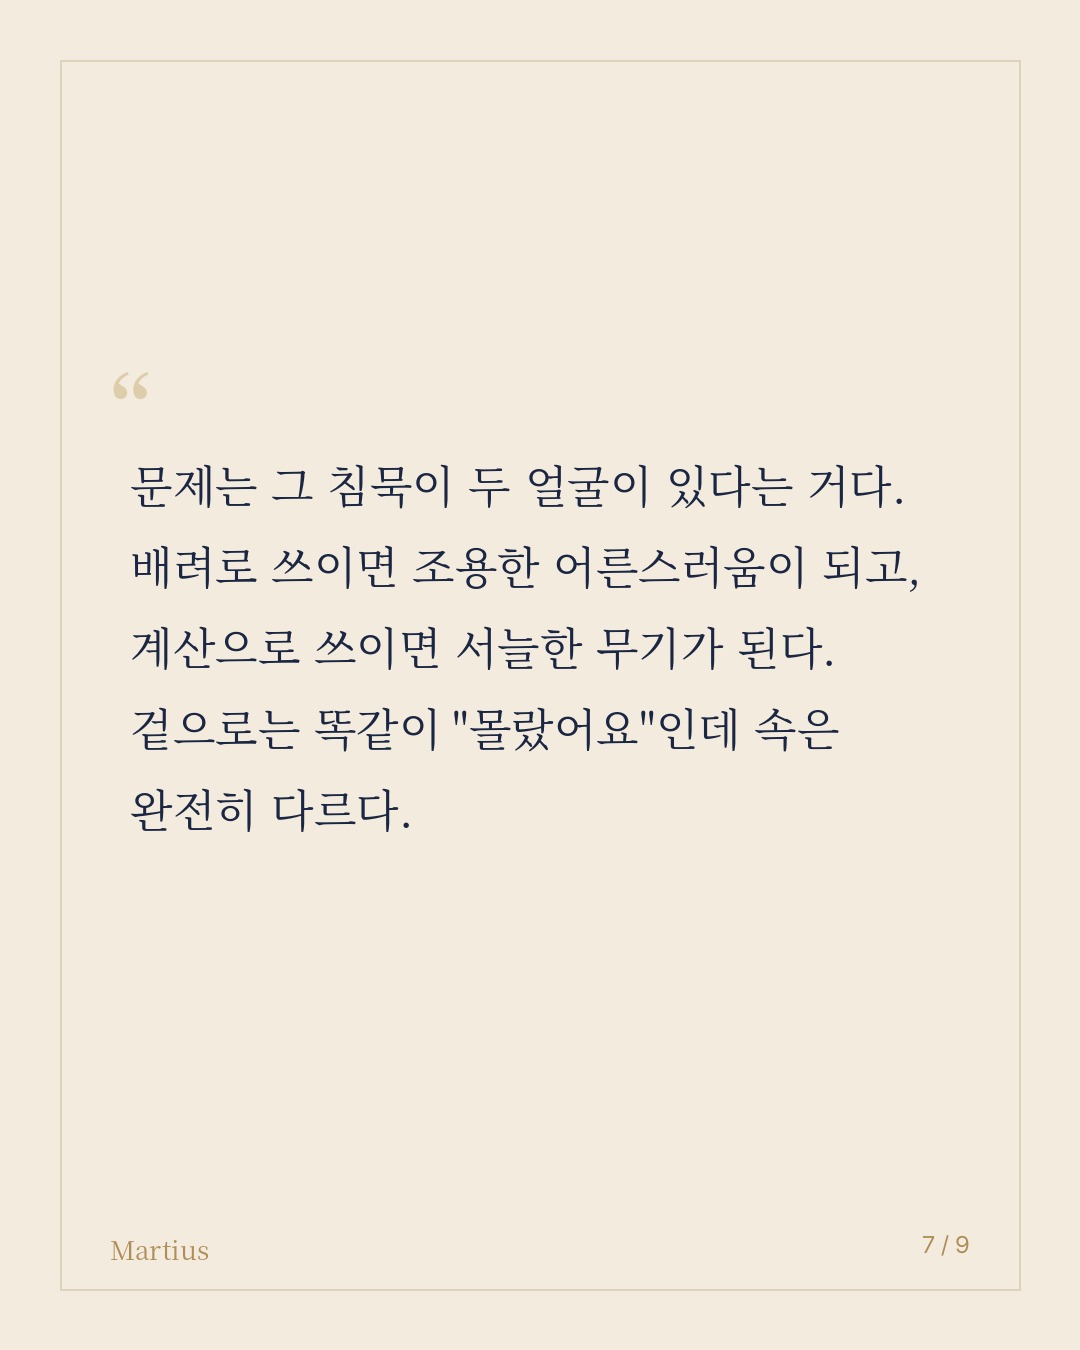 “
문제는 그 침묵이 두 얼굴이 있다는 거다.
배려로 쓰이면 조용한 어른스러움이 되고,
계산으로 쓰이면 서늘한 무기가 된다.
겉으로는 똑같이 "몰랐어요"인데 속은
완전히 다르다.
Martius
7 / 9